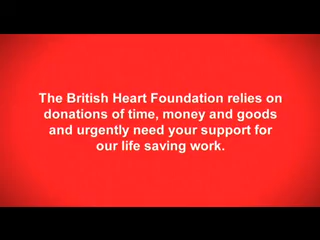 The British Heart Foundation relies on
donations of time, money and goods
and urgently need your support for
our life saving work.